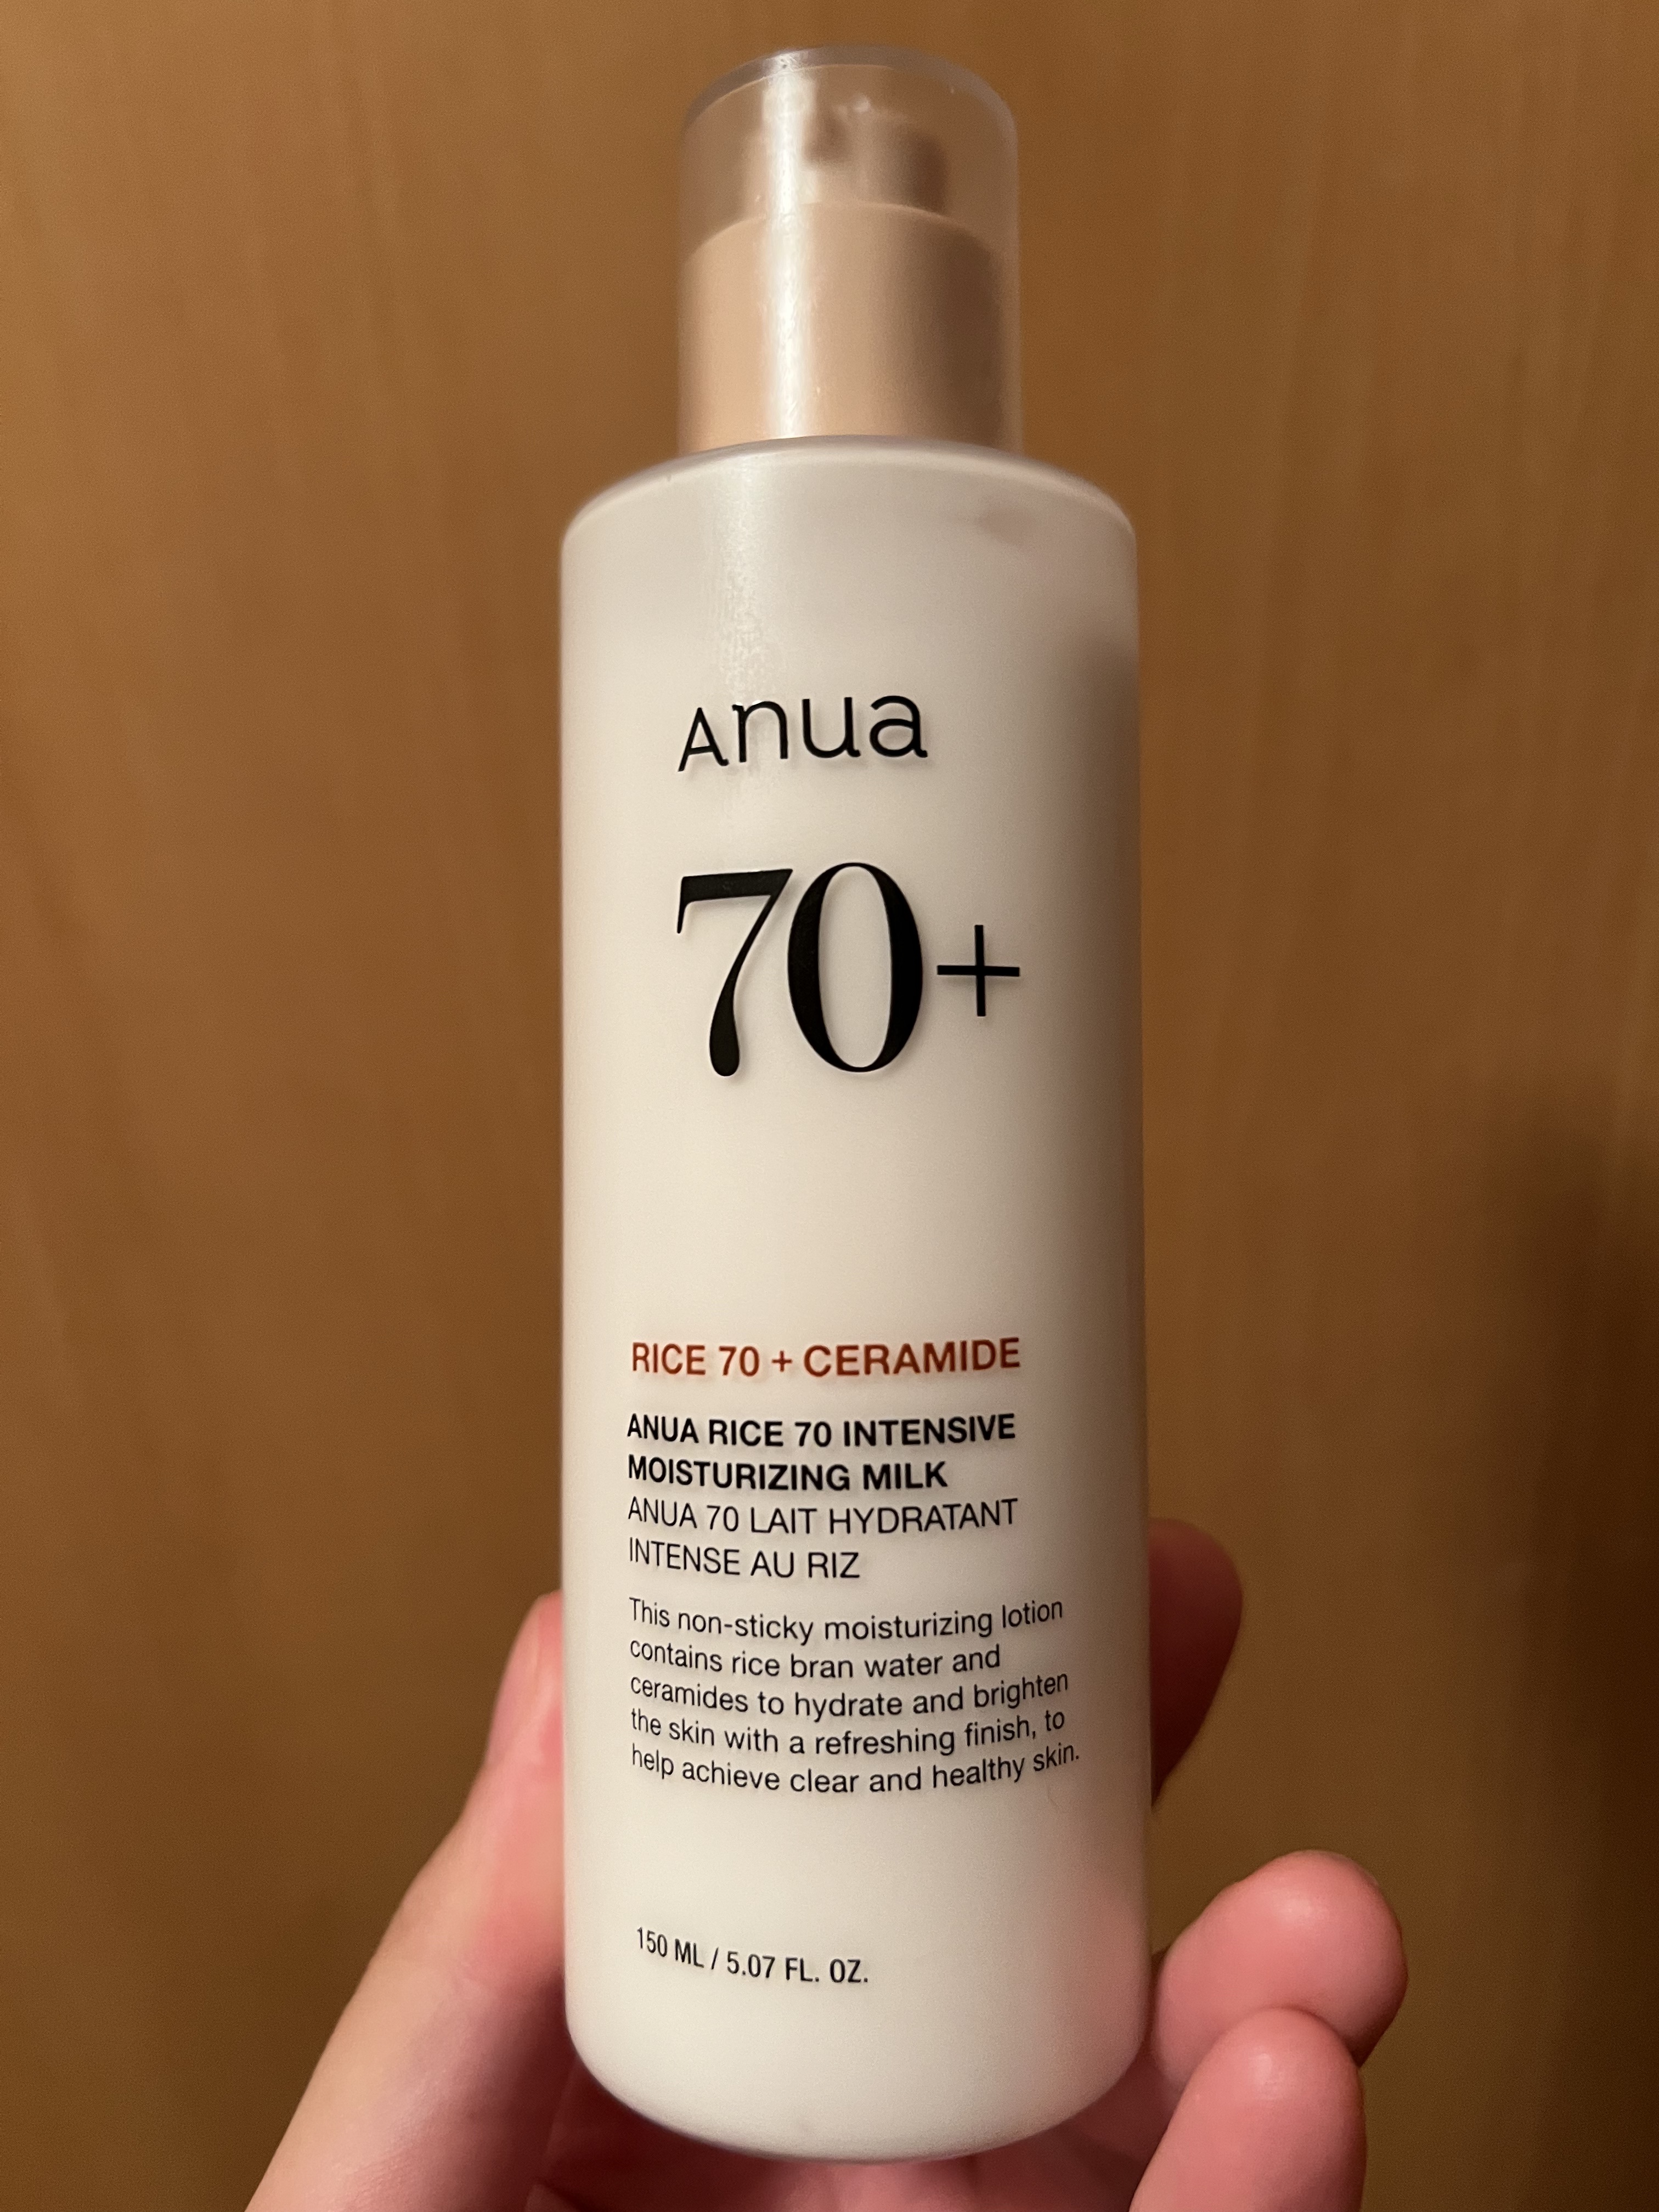 Anua
70+
RICE 70 + CERAMIDE
ANUA RICE 70 INTENSIVE
MOISTURIZING MILK
ANUA 70 LAIT HYDRATANT
INTENSE AU RIZ
This non-sticky moisturizing lotion
contains rice bran water and
ceramides to hydrate and brighten
the skin with a refreshing finish, to
help achieve clear and healthy skin.
150 ML / 5.07 FL. OZ.